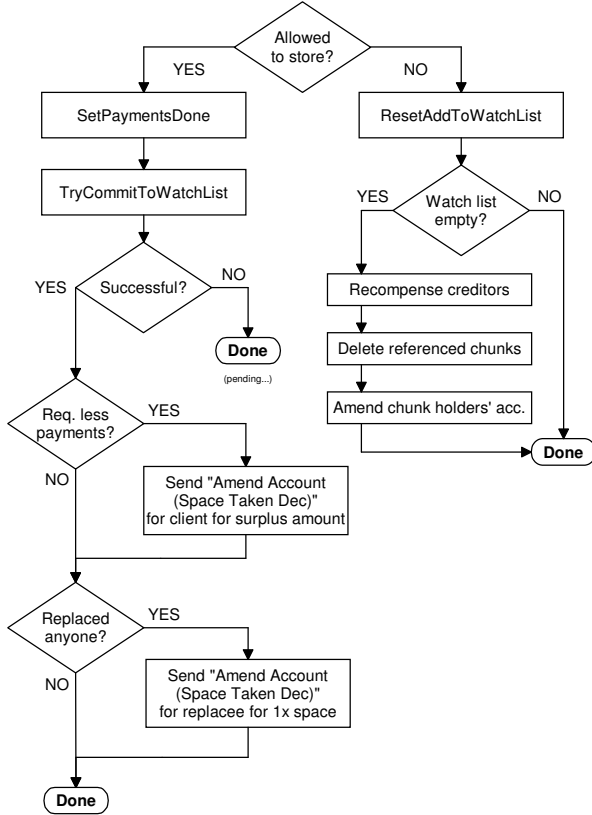 Allowed
to store?
YES
NO
SetPaymentsDone
ResetAddToWatchList
TryCommitToWatchList
YES
Watch list
empty?
NO
YES
Successful?
NO
Recompense creditors
Done
(pending...)
Delete referenced chunks
Req. less
payments?
YES
Amend chunk holders' acc.
Done
NO
Send "Amend Account
(Space Taken Dec)"
for client for surplus amount
Replaced
anyone?
YES
NO
Send "Amend Account
(Space Taken Dec)"
for replacee for 1x space
Done